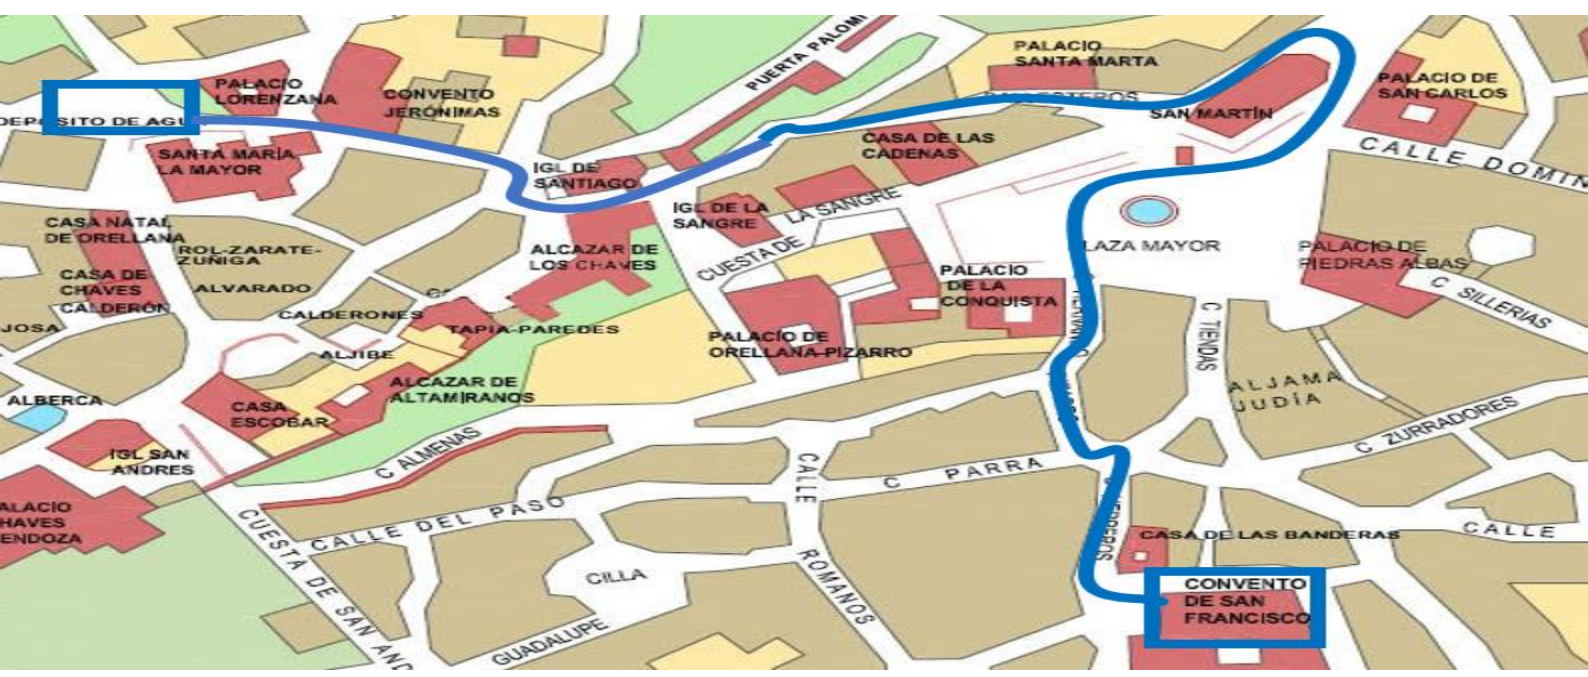 PALACIO
SANTA MARTA
PUERTA PALOMI
PALACIO
LORENZANA
CONVENTO
JERÓNIMAS
PALACIO DE
SAN CARLOS
SAN MARTÍN
CASA DE LAS
CADENAS
CALLE DOMIN
SANTA MARÍA
LA MAYOR
IGL DE
SANTIAGO
IGL DE LA
SANGRE
CUESTA DE
LA SANGRE
CASA NATAL
DE ORELLANA
ROL-ZARATE-
ZUÑIGA
ALCAZAR DE
LOS CHAVES
LAZA MAYOR
PALACIO DE
PIEDRAS ALBAS
CASA DE
CHAVES
CALDERÓN
ALVARADO
CALDERONES
PALACIO
DE LA
CONQUISTA
C SILLERIAS
C TIENDAS
JOSA
TAPIA-PAREDES
ALJIBE
PALACIO DE
ORELLANA-PIZARRO
ALCAZAR DE
ALTAMIRANOS
ALJAMA
JUDÍA
ALBERCA
CASA
ESCOBAR
C ZURRADORES
IGL SAN
ANDRES
C ALMENAS
CALLE
ROMANOS
C PARRA
ALACIO
HAVES
ENDOZA
CALLE DEL PASO
CUESTA DE SAN AND
CASA DE LAS BANDERAS
CALLE
CILLA
GUADALUPE
CONVENTO
DE SAN
FRANCISCO